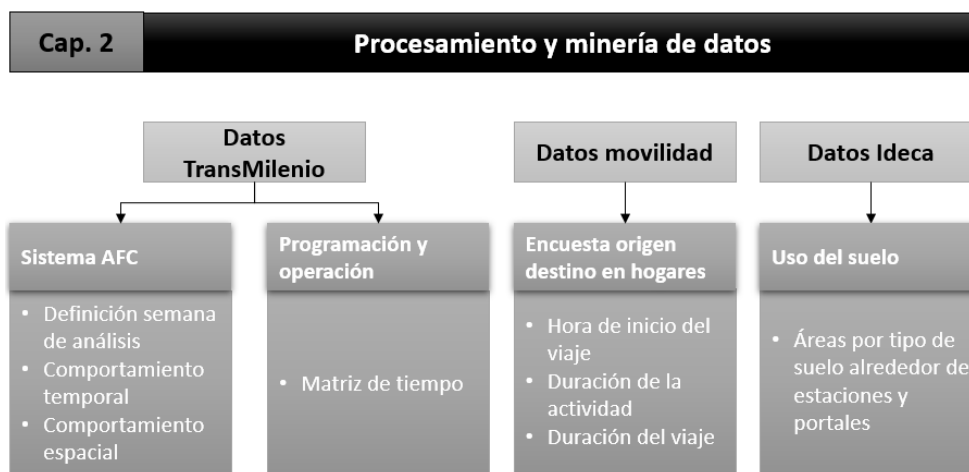 Cap. 2
Procesamiento y minería de datos
Datos
TransMilenio
Datos movilidad
Datos Ideca
Sistema AFC
Programación y
operación
Encuesta origen
destino en hogares
Uso del suelo
• Definición semana
de análisis
• Comportamiento
temporal
• Comportamiento
espacial
• Matriz de tiempo
• Hora de inicio del
viaje
• Duración de la
actividad
• Duración del viaje
• Áreas por tipo de
suelo alrededor de
estaciones y
portales